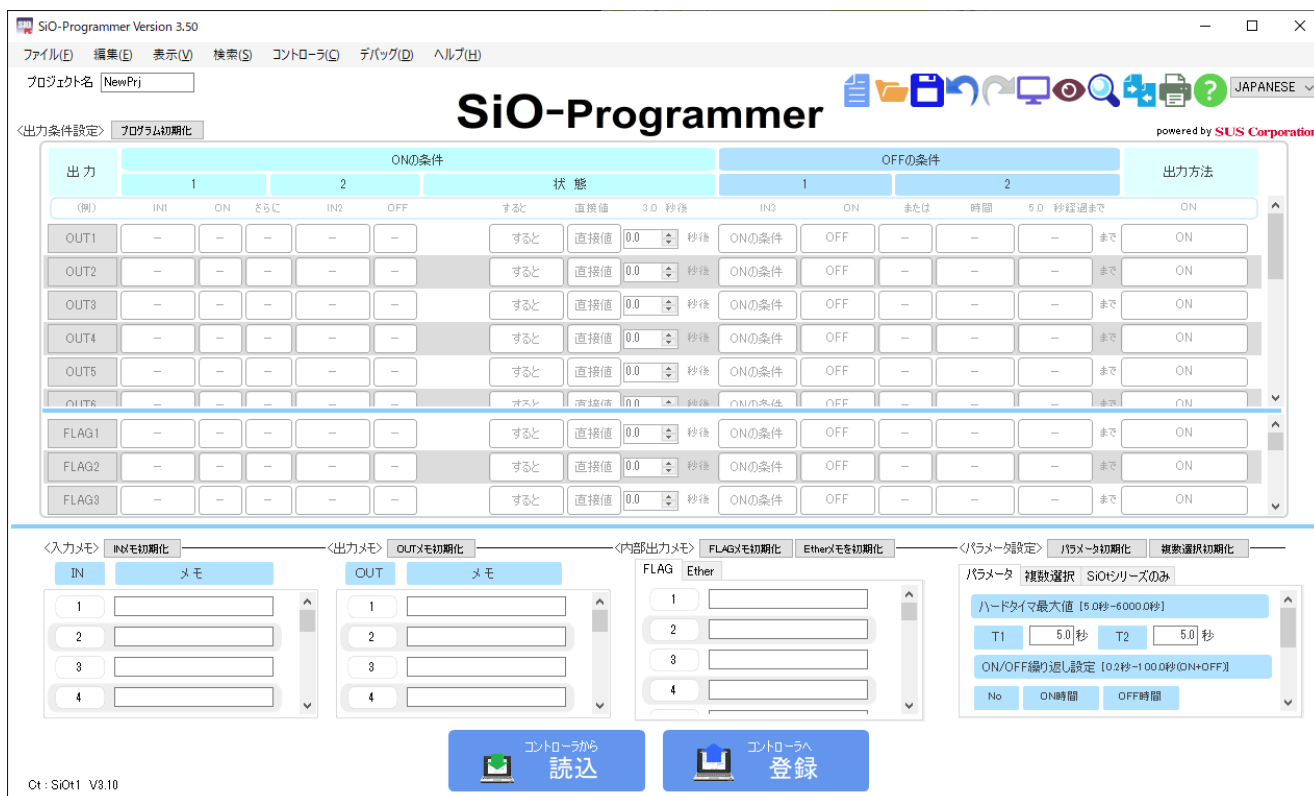 SiO-Programmer Version 3.50
ファイル(F) 編集(E) 表示(V) 検索(S) コントローラ(C) デバッグ(D) ヘルプ(H)
プロジェクト名 NewPrj
SiO-Programmer
JAPANESE
powered by SUS Corporation
<出力条件設定> プログラム初期化
出力 ONの条件 OFFの条件 出力方法
1 2 状態 1 2
(例) IN1 ON さらに IN2 OFF すると 直接値 3.0 秒後 IN3 ON または 時間 5.0 秒経過まで ON
OUT1 - - - - - すると 直接値 0.0 秒後 ONの条件 OFF - - - まで ON
OUT2 - - - - - すると 直接値 0.0 秒後 ONの条件 OFF - - - まで ON
OUT3 - - - - - すると 直接値 0.0 秒後 ONの条件 OFF - - - まで ON
OUT4 - - - - - すると 直接値 0.0 秒後 ONの条件 OFF - - - まで ON
OUT5 - - - - - すると 直接値 0.0 秒後 ONの条件 OFF - - - まで ON
OUT6 - - - - - すると 直接値 0.0 秒後 ONの条件 OFF - - - まで ON
FLAG1 - - - - - すると 直接値 0.0 秒後 ONの条件 OFF - - - まで ON
FLAG2 - - - - - すると 直接値 0.0 秒後 ONの条件 OFF - - - まで ON
FLAG3 - - - - - すると 直接値 0.0 秒後 ONの条件 OFF - - - まで ON
<入力メモ> INメモ初期化 <出力メモ> OUTメモ初期化 <内部出力メモ> FLAGメモ初期化 Etherメモを初期化 <パラメータ設定> パラメータ初期化 複数選択初期化
IN メモ OUT メモ FLAG Ether パラメータ 複数選択 SiOtシリーズのみ
1 1 1 ハードタイマ最大値 [5.0秒-6000.0秒]
2 2 2 T1 5.0 秒 T2 5.0 秒
3 3 3 ON/OFF繰り返し設定 [0.2秒-100.0秒(ON+OFF)]
4 4 4 No ON時間 OFF時間
コントローラから
読込
コントローラへ
登録
Ct : SiOt1 V3.10